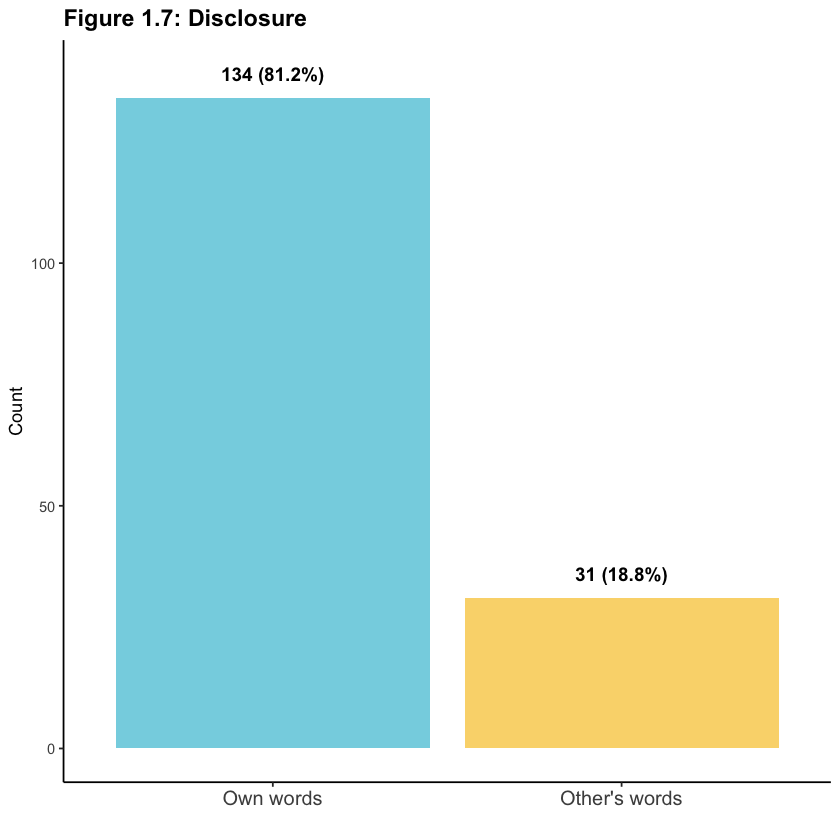 Figure 1.7: Disclosure
134 (81.2%)
100
Count
50
31 (18.8%)
0
Own words
Other's words